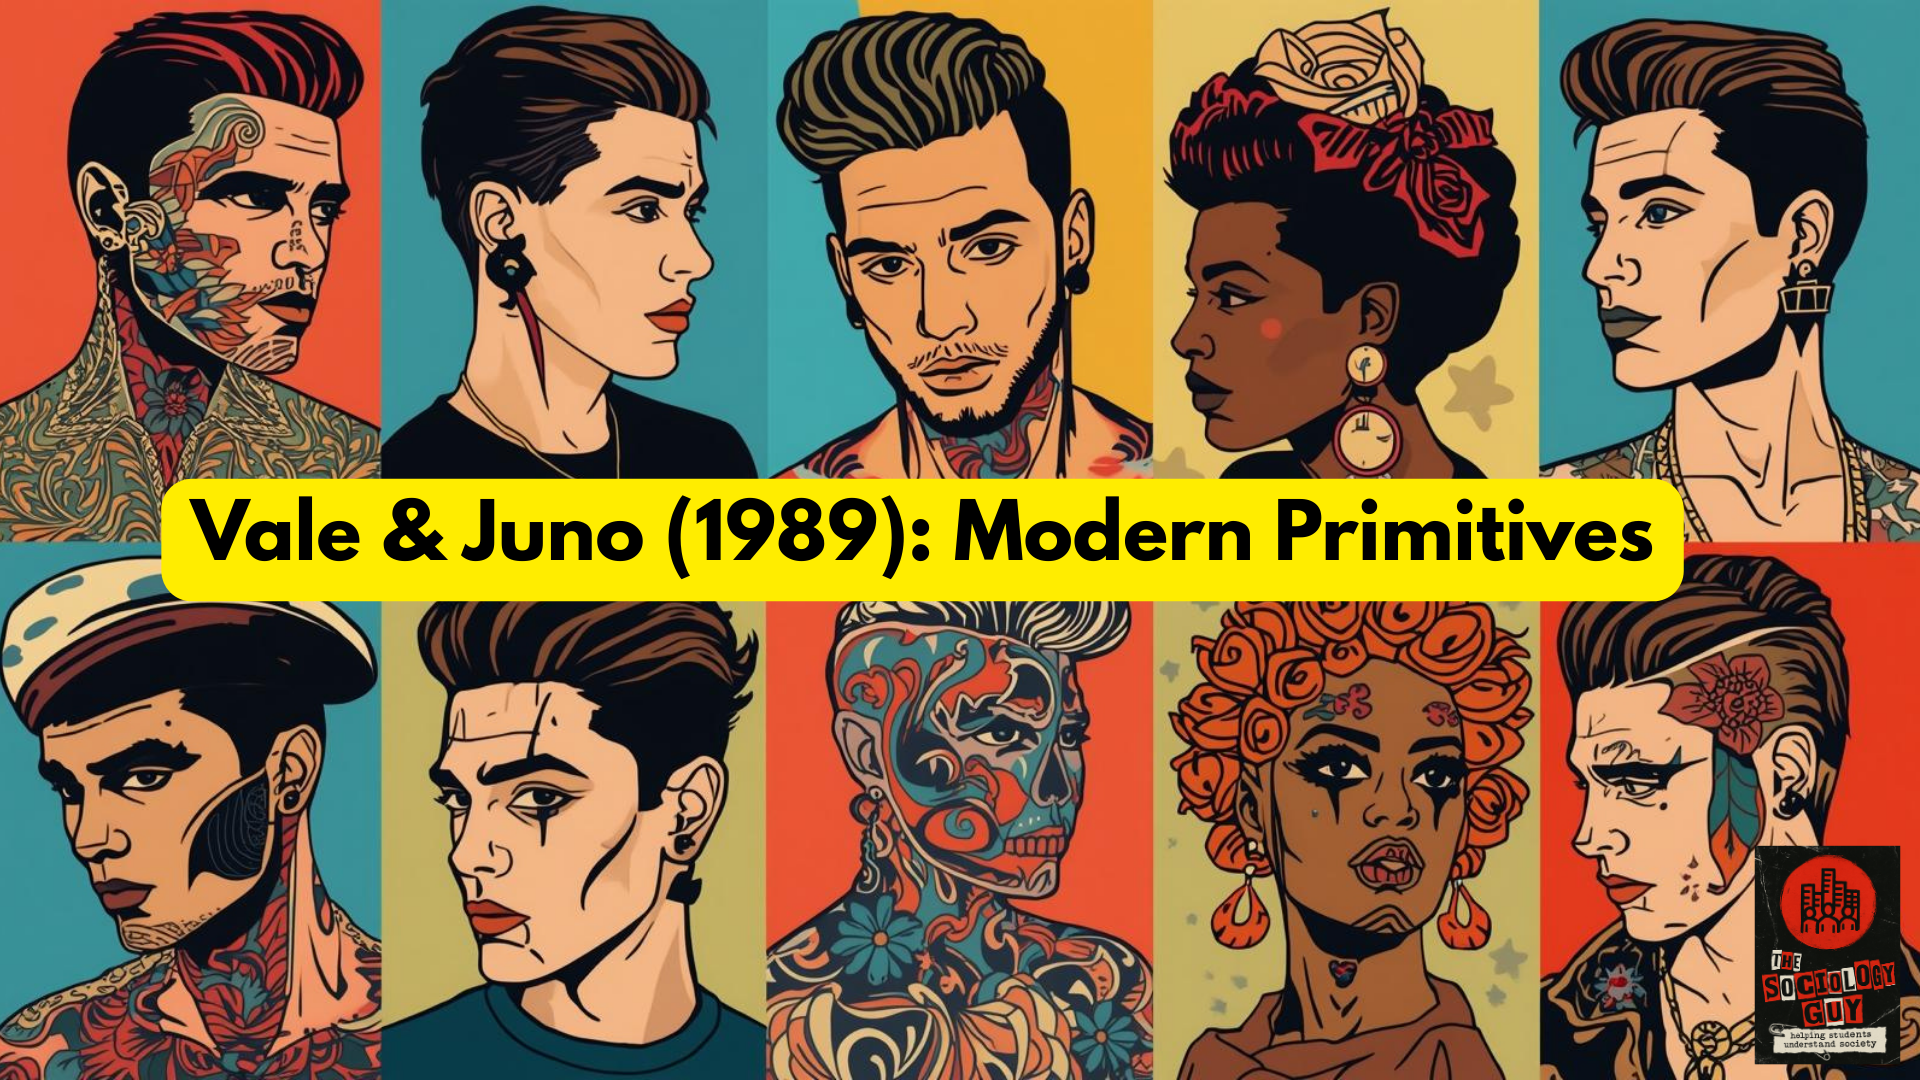 Vale & Juno (1989): Modern Primitives
THE
SOCIOLOGY
GUY
helping students
understand society